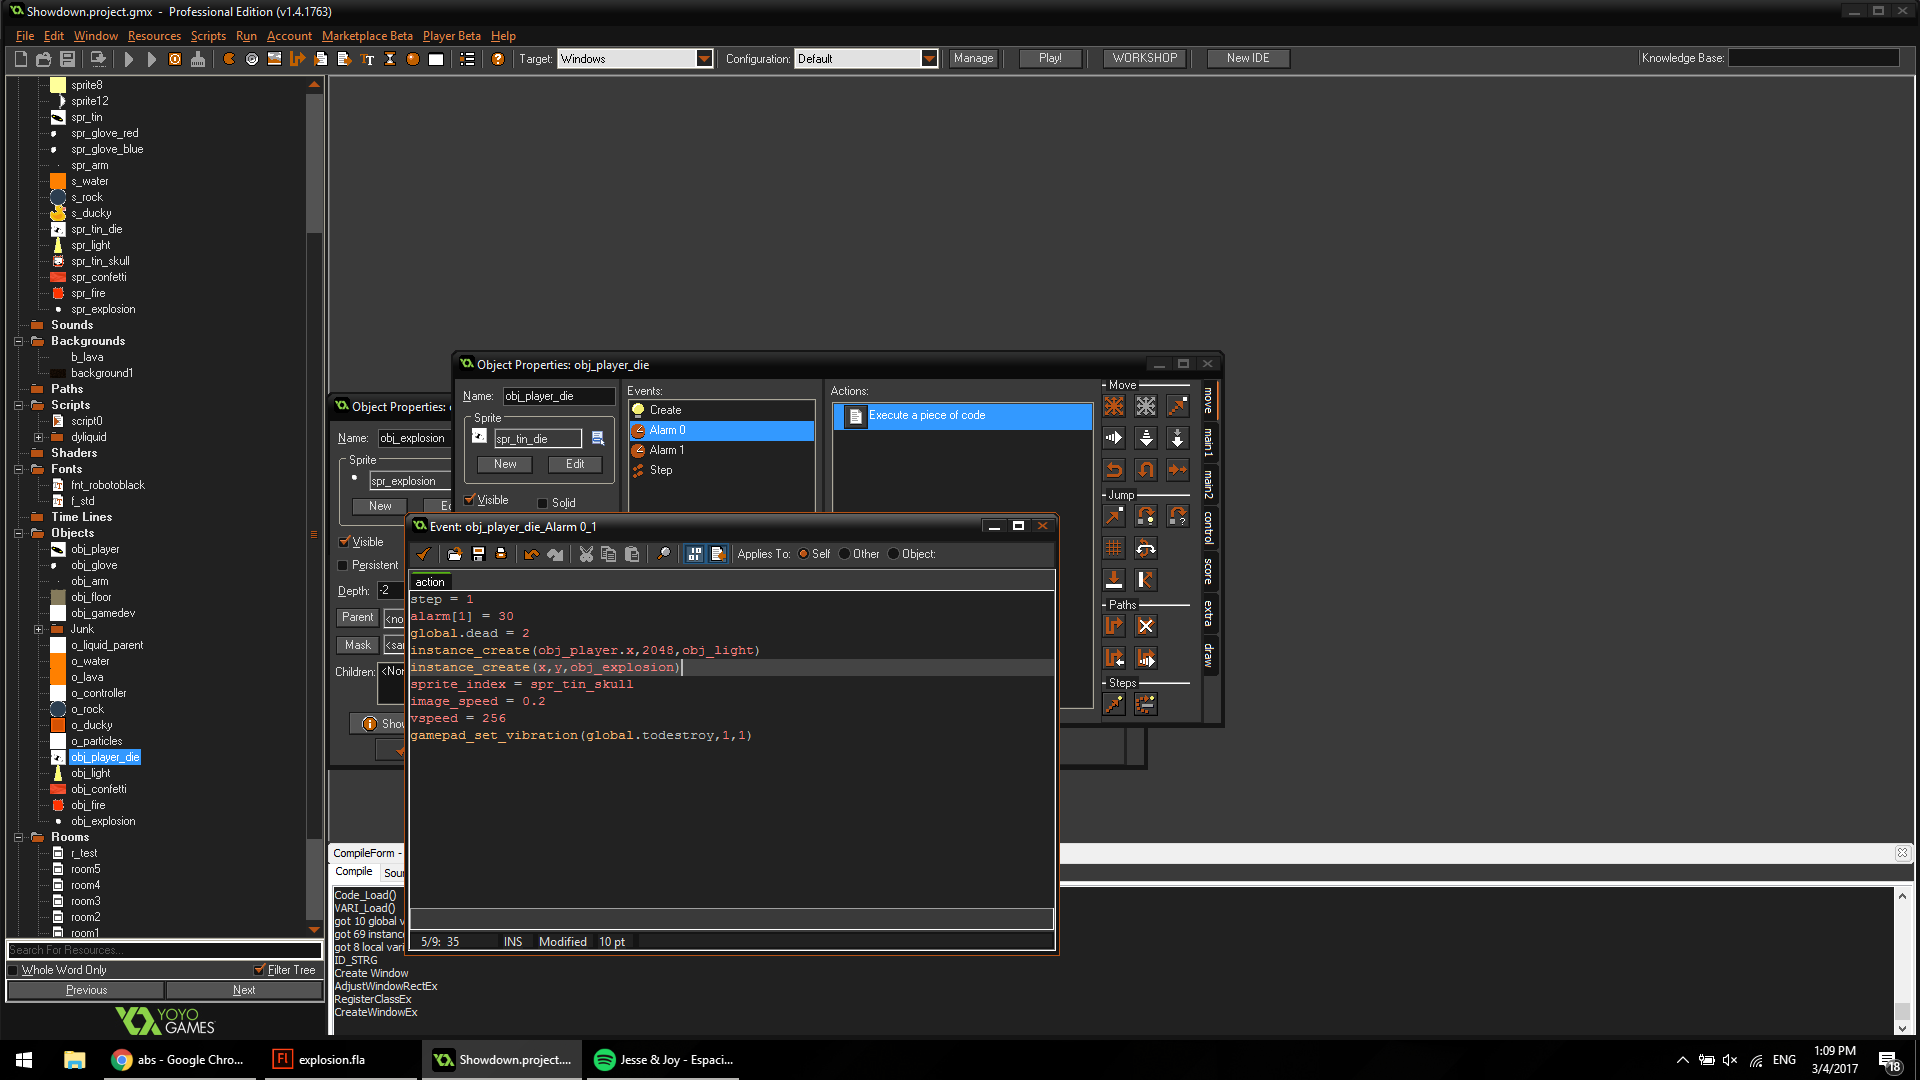 Showdown.project.gmx - Professional Edition (v1.4.1763)
File Edit Window Resources Scripts Run Account Marketplace Beta Player Beta Help
Target: Windows Configuration: Default Manage Play! WORKSHOP New IDE Knowledge Base:
sprite8
sprite12
spr_tin
spr_glove_red
spr_glove_blue
spr_arm
s_water
s_rock
s_ducky
spr_tin_die
spr_light
spr_tin_skull
spr_confetti
spr_fire
spr_explosion
Sounds
Backgrounds
b_lava
background1
Paths
Scripts
script0
dyliquid
Shaders
Fonts
fnt_robotoblack
f_std
Time Lines
Objects
obj_player
obj_glove
obj_arm
obj_floor
obj_gamedev
Junk
o_liquid_parent
o_water
o_lava
o_controller
o_rock
o_ducky
o_particles
obj_player_die
obj_light
obj_confetti
obj_fire
obj_explosion
Rooms
r_test
room5
room4
room3
room2
room1
Search For Resources...
Whole Word Only Filter Tree
Previous Next
YOYO
GAMES
Object Properties:
Name: obj_explosion
Sprite
spr_explosion
New
Visible
Persistent
Depth: -2
Parent <no
Mask <sar
Children: <Non
Show
Object Properties: obj_player_die
Name: obj_player_die
Sprite
spr_tin_die
New Edit
Visible Solid
Events:
Create
Alarm 0
Alarm 1
Step
Actions:
Execute a piece of code
Move
Jump
Paths
Steps
move
main1
main2
control
score
extra
draw
Event: obj_player_die_Alarm 0_1
Applies To: Self Other Object:
action
step = 1
alarm[1] = 30
global.dead = 2
instance_create(obj_player.x,2048,obj_light)
instance_create(x,y,obj_explosion)
sprite_index = spr_tin_skull
image_speed = 0.2
vspeed = 256
gamepad_set_vibration(global.todestroy,1,1)
5/9: 35 INS Modified 10 pt
CompileForm -
Compile Sour
Code_Load()
VARI_Load()
got 10 global v
got 69 instanc
got 8 local vari
ID_STRG
Create Window
AdjustWindowRectEx
RegisterClassEx
CreateWindowEx
abs - Google Chro...
Fl explosion.fla
Showdown.project....
Jesse & Joy - Espaci...
ENG
1:09 PM
3/4/2017
18